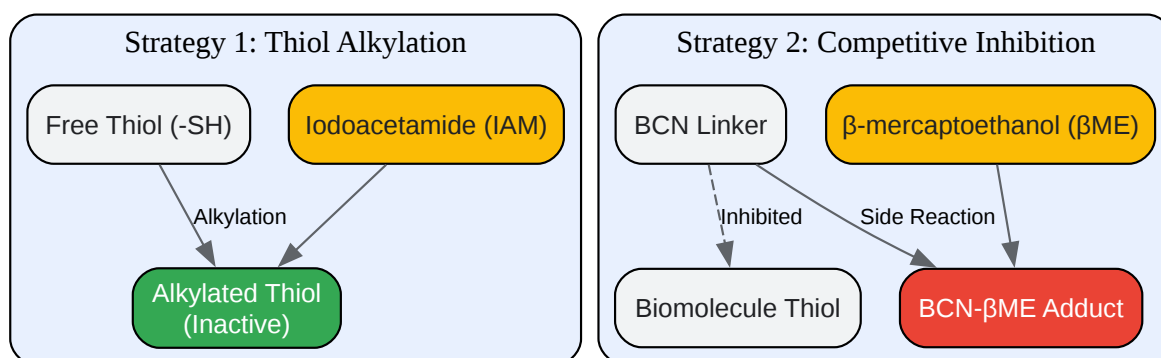 Strategy 1: Thiol Alkylation
Free Thiol (-SH)
Iodoacetamide (IAM)
Alkylation
Alkylated Thiol
(Inactive)
Strategy 2: Competitive Inhibition
BCN Linker
β-mercaptoethanol (βME)
Inhibited
Side Reaction
Biomolecule Thiol
BCN-βME Adduct